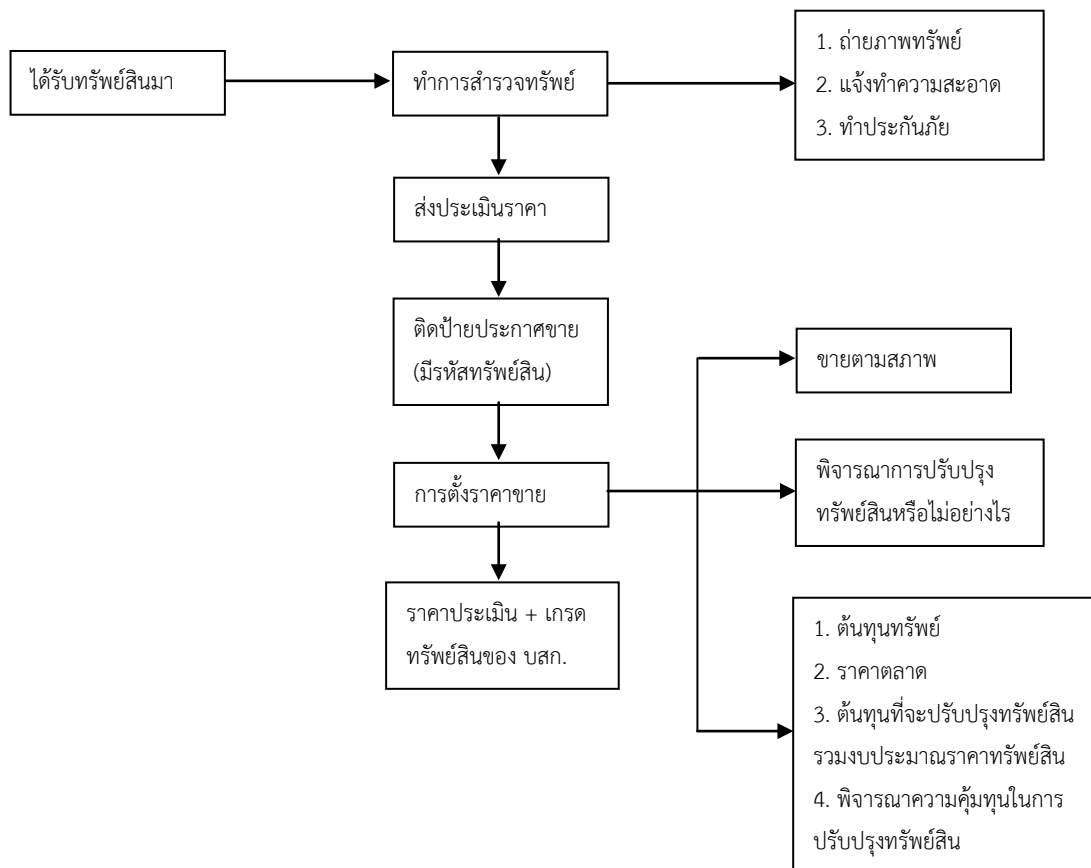 ได้รับทรัพย์สินมา
ทำการสำรวจทรัพย์
1. ถ่ายภาพทรัพย์
2. แจ้งทำความสะอาด
3. ทำประกันภัย
ส่งประเมินราคา
ติดป้ายประกาศขาย
(มีรหัสทรัพย์สิน)
ขายตามสภาพ
การตั้งราคาขาย
พิจารณาการปรับปรุง
ทรัพย์สินหรือไม่อย่างไร
ราคาประเมิน + เกรด
ทรัพย์สินของ บสก.
1. ต้นทุนทรัพย์
2. ราคาตลาด
3. ต้นทุนที่จะปรับปรุงทรัพย์สิน
รวมงบประมาณราคาทรัพย์สิน
4. พิจารณาความคุ้มทุนในการ
ปรับปรุงทรัพย์สิน